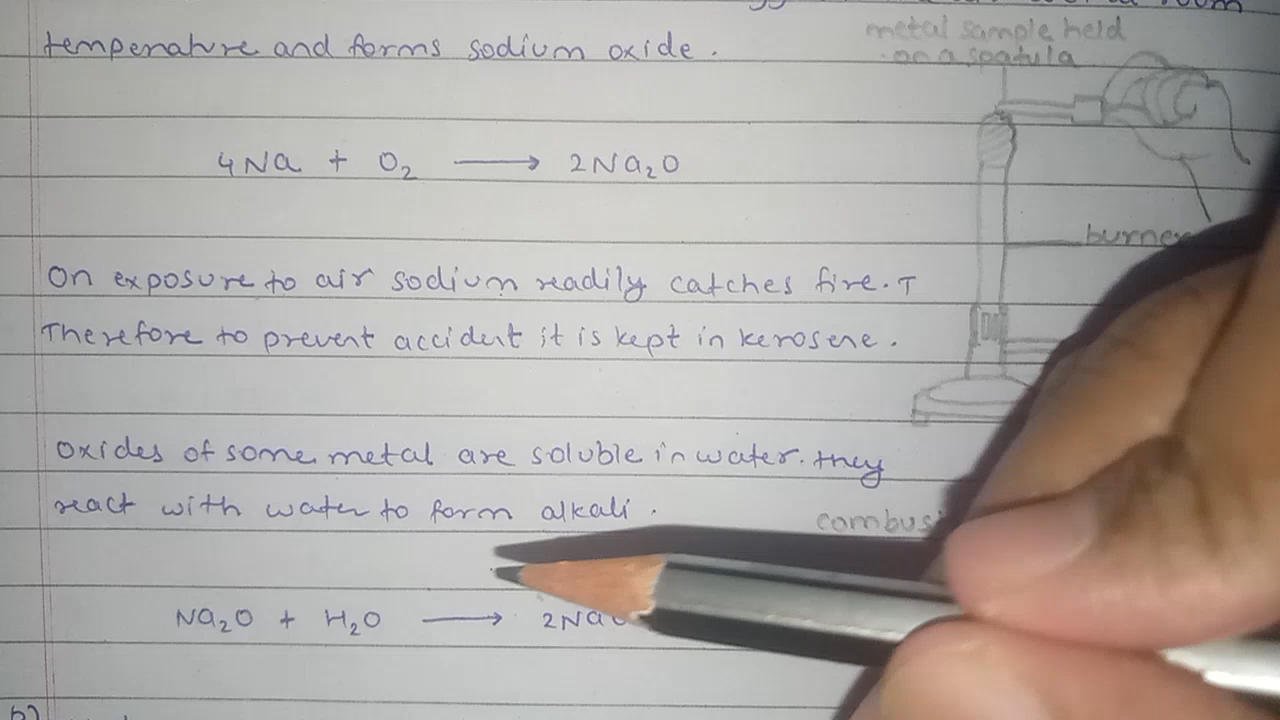 room
temperature and forms sodium oxide.
metal sample held
on a spatula
4Na + O₂ ⟶ 2Na₂O
burner
On exposure to air sodium readily catches fire. T
Therefore to prevent accident it is kept in kerosene.
Oxides of some metal are soluble in water. they
react with water to form alkali.
combus
Na₂O + H₂O ⟶ 2Na
b)